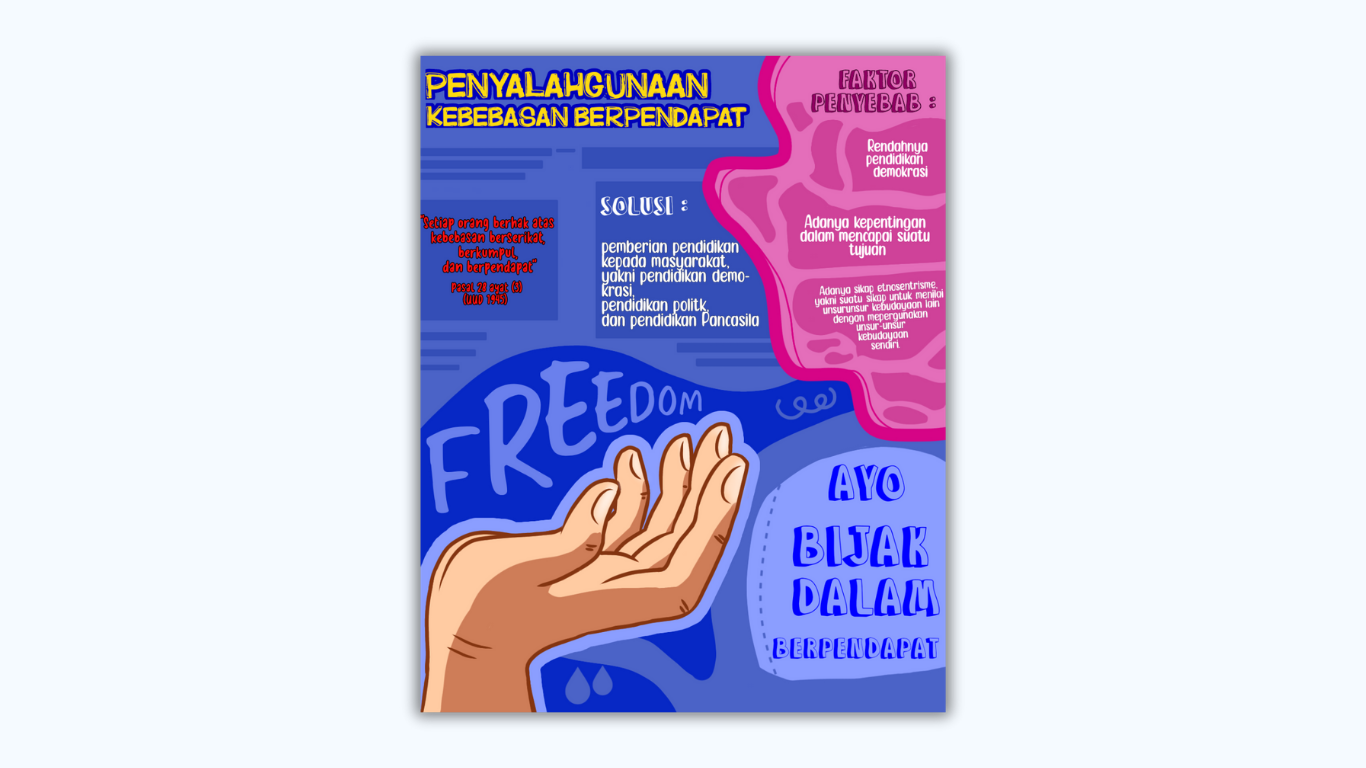 PENYALAHGUNAAN
KEBEBASAN BERPENDAPAT
"Setiap orang berhak atas
kebebasan berserikat,
berkumpul,
dan berpendapat"
Pasal 28 ayat (3)
(UUD 1945)
SOLUSI :
pemberian pendidikan
kepada masyarakat,
yakni pendidikan demo-
krasi,
pendidikan politk,
dan pendidikan Pancasila
FAKTOR
PENYEBAB :
Rendahnya
pendidikan
demokrasi
Adanya kepentingan
dalam mencapai suatu
tujuan
Adanya sikap etnosentrisme,
yakni suatu sikap untuk menilai
unsurunsur kebudayaan lain
dengan mepergunakan
unsur-unsur
kebudayaan
sendiri.
FREEDOM
AYO
BIJAK
DALAM
BERPENDAPAT